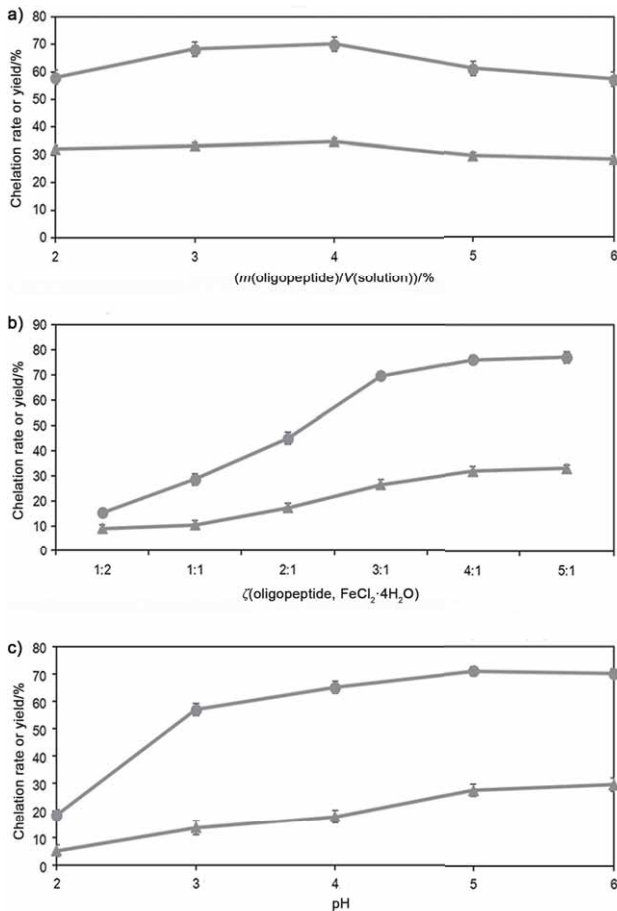 a)
80
70
60
50
40
30
20
10
0
Chelation rate or yield/%
2 3 4 5 6
(m(oligopeptide)/V(solution))/%
b)
90
80
70
60
50
40
30
20
10
0
Chelation rate or yield/%
1:2 1:1 2:1 3:1 4:1 5:1
ζ(oligopeptide, FeCl₂·4H₂O)
c)
80
70
60
50
40
30
20
10
0
Chelation rate or yield/%
2 3 4 5 6
pH